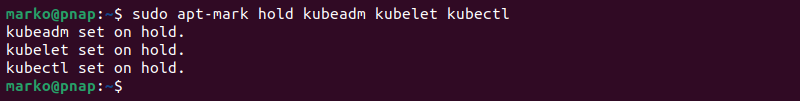 marko@pnap:~$ sudo apt-mark hold kubeadm kubelet kubectl
kubeadm set on hold.
kubelet set on hold.
kubectl set on hold.
marko@pnap:~$